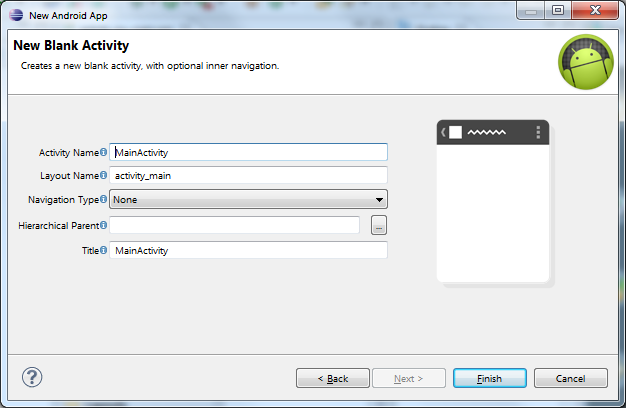 New Android App
New Blank Activity
Creates a new blank activity, with optional inner navigation.
Activity Name MainActivity
Layout Name activity_main
Navigation Type None
Hierarchical Parent ...
Title MainActivity
? < Back Next > Finish Cancel